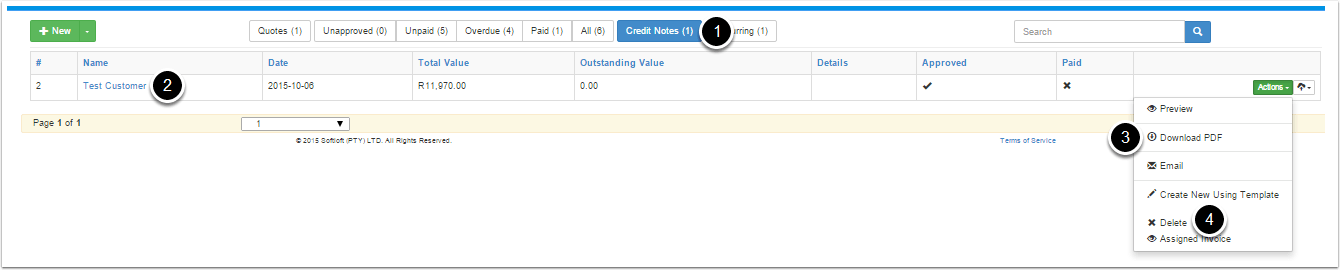 New
Quotes (1) Unapproved (0) Unpaid (5) Overdue (4) Paid (1) All (6) Credit Notes (1) 1 urring (1)
Search
# Name Date Total Value Outstanding Value Details Approved Paid
2 Test Customer 2 2015-10-06 R11,970.00 0.00 Actions
Page 1 of 1 1
© 2015 Softloft (PTY) LTD. All Rights Reserved. Terms of Service
Preview
3 Download PDF
Email
Create New Using Template
Delete 4
Assigned Invoice